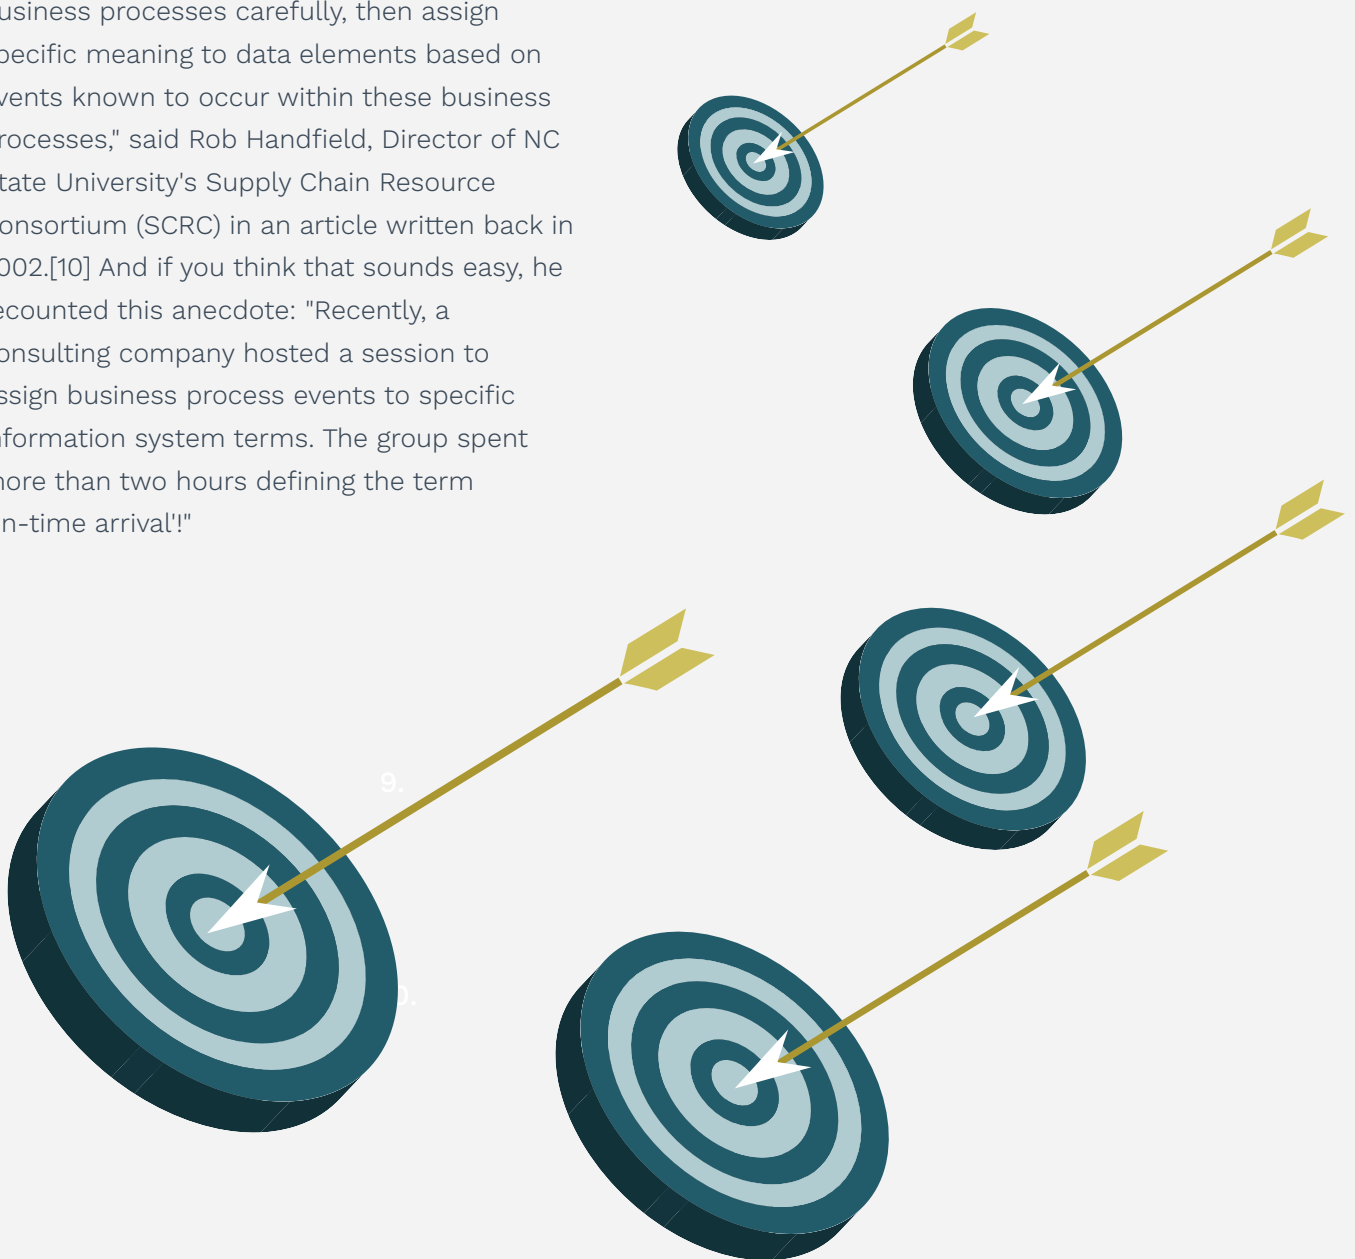 usiness processes carefully, then assign
pecific meaning to data elements based on
vents known to occur within these business
rocesses," said Rob Handfield, Director of NC
tate University's Supply Chain Resource
onsortium (SCRC) in an article written back in
002.[10] And if you think that sounds easy, he
ecounted this anecdote: "Recently, a
onsulting company hosted a session to
ssign business process events to specific
nformation system terms. The group spent
ore than two hours defining the term
n-time arrival'!"
9.
0.